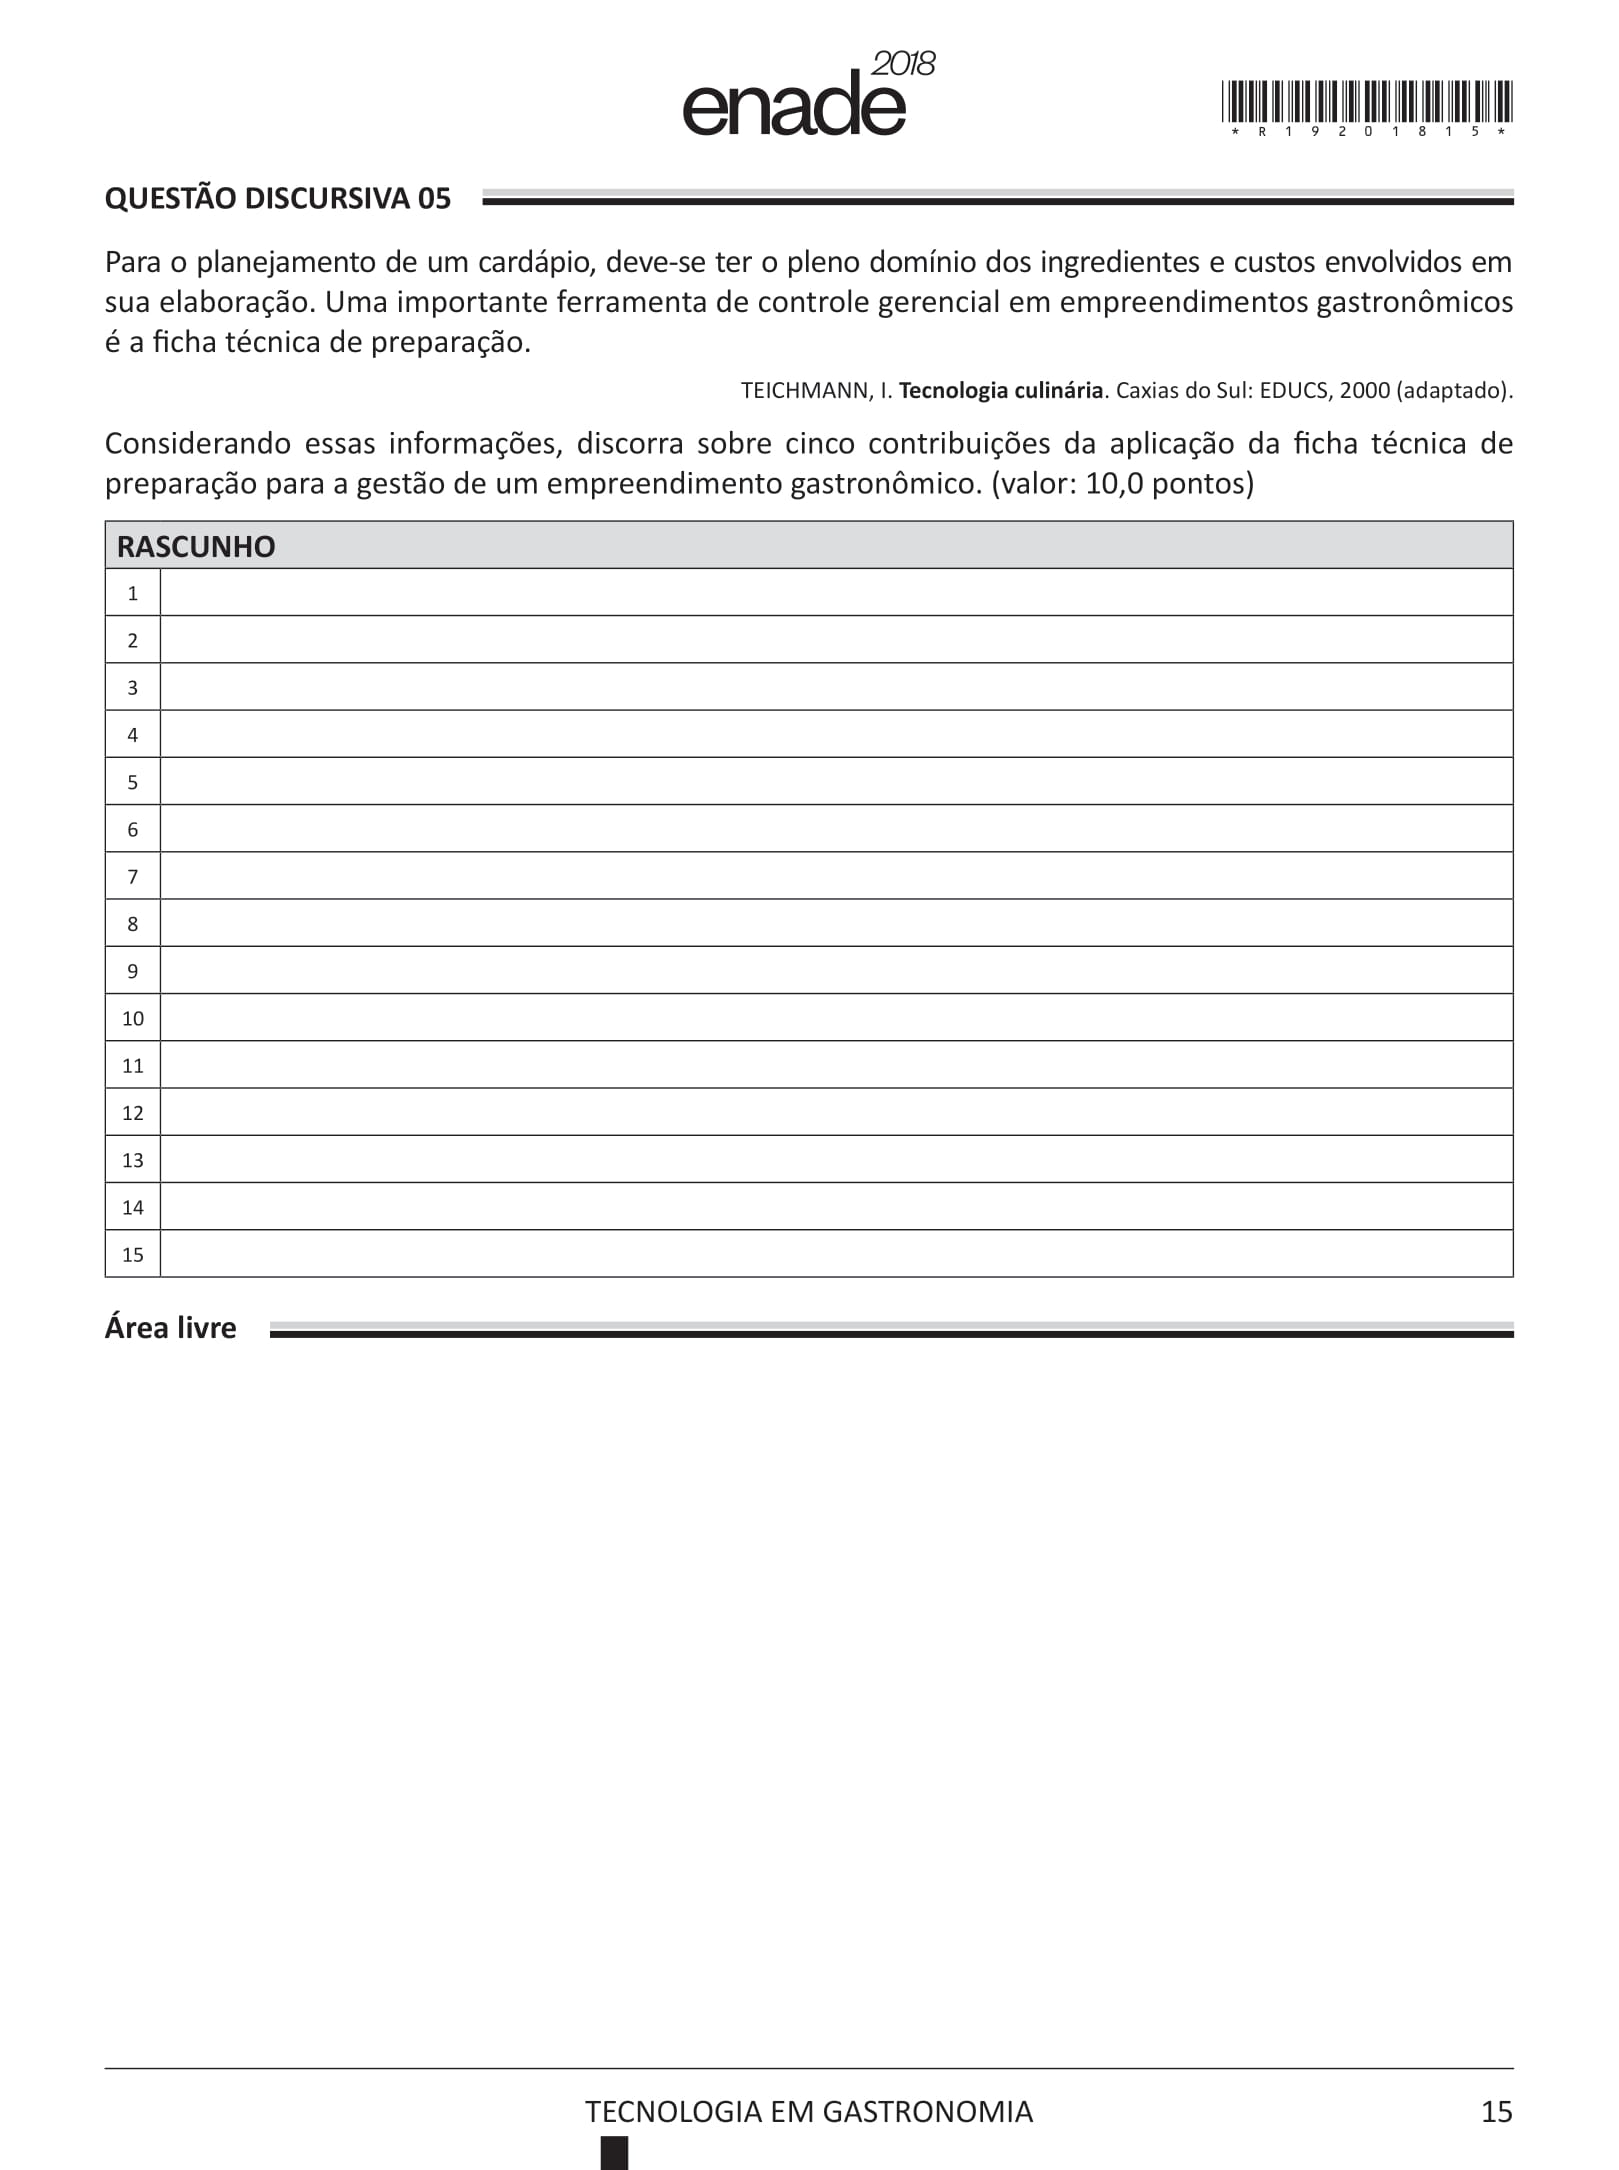 2018
enade
* R 1 9 2 0 1 8 1 5 *
QUESTÃO DISCURSIVA 05
Para o planejamento de um cardápio, deve-se ter o pleno domínio dos ingredientes e custos envolvidos em
sua elaboração. Uma importante ferramenta de controle gerencial em empreendimentos gastronômicos
é a ficha técnica de preparação.
TEICHMANN, I. Tecnologia culinária. Caxias do Sul: EDUCS, 2000 (adaptado).
Considerando essas informações, discorra sobre cinco contribuições da aplicação da ficha técnica de
preparação para a gestão de um empreendimento gastronômico. (valor: 10,0 pontos)
RASCUNHO
1
2
3
4
5
6
7
8
9
10
11
12
13
14
15
Área livre
TECNOLOGIA EM GASTRONOMIA
15